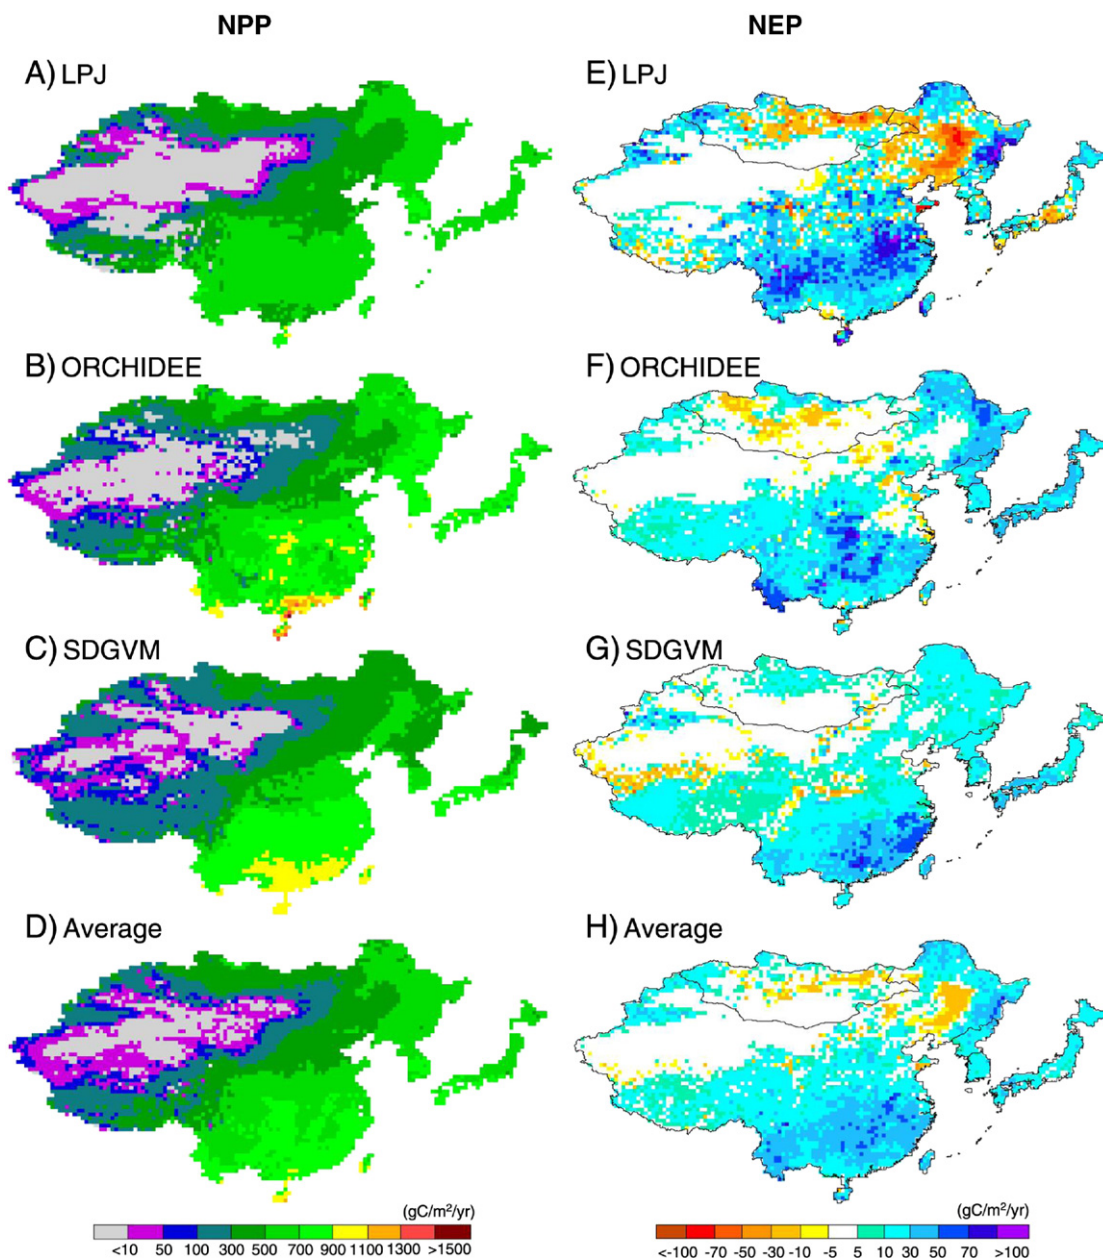 NPP NEP
A) LPJ E) LPJ
B) ORCHIDEE F) ORCHIDEE
C) SDGVM G) SDGVM
D) Average H) Average
(gC/m²/yr) (gC/m²/yr)
<10 50 100 300 500 700 900 1100 1300 >1500 <-100 -70 -50 -30 -10 -5 5 10 30 50 70 >100